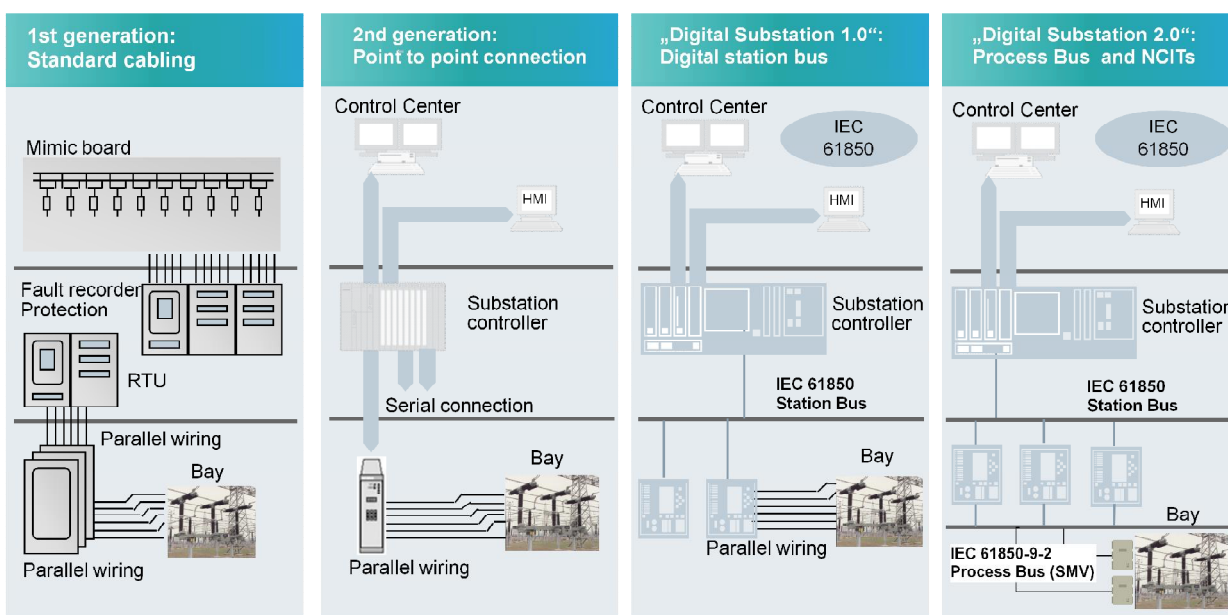 1st generation:
Standard cabling
Mimic board
Fault recorder
Protection
RTU
Parallel wiring
Bay
Parallel wiring
2nd generation:
Point to point connection
Control Center
HMI
Substation
controller
Serial connection
Bay
Parallel wiring
„Digital Substation 1.0“:
Digital station bus
Control Center
IEC
61850
HMI
Substation
controller
IEC 61850
Station Bus
Bay
Parallel wiring
„Digital Substation 2.0“:
Process Bus and NCITs
Control Center
IEC
61850
HMI
Substation
controller
IEC 61850
Station Bus
Bay
IEC 61850-9-2
Process Bus (SMV)